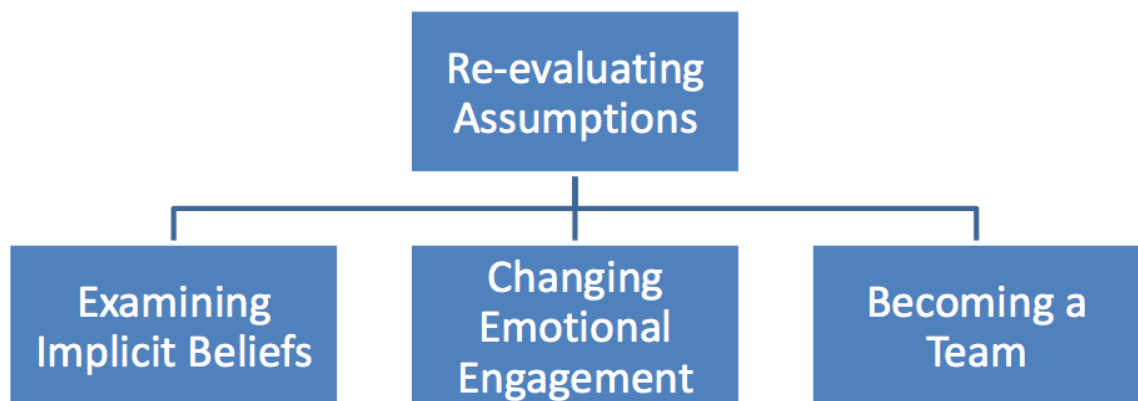 Re-evaluating
Assumptions
Examining
Implicit Beliefs
Changing
Emotional
Engagement
Becoming a
Team